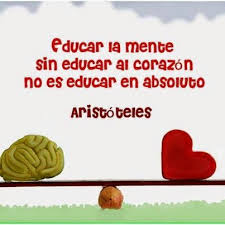 Educar la mente
sin educar al corazón
no es educar en absoluto
Aristóteles